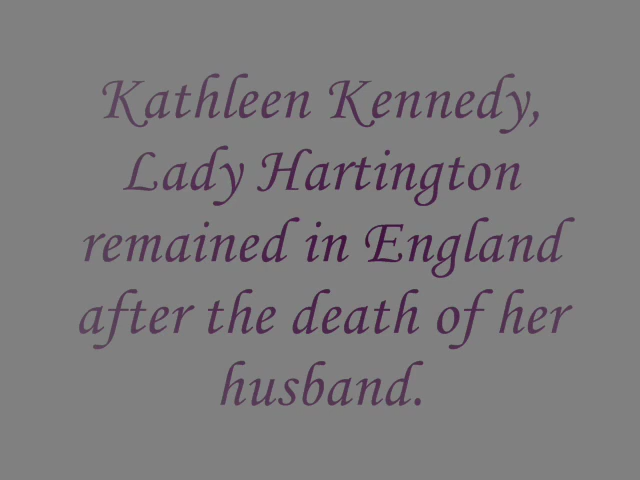 Kathleen Kennedy,
Lady Hartington
remained in England
after the death of her
husband.